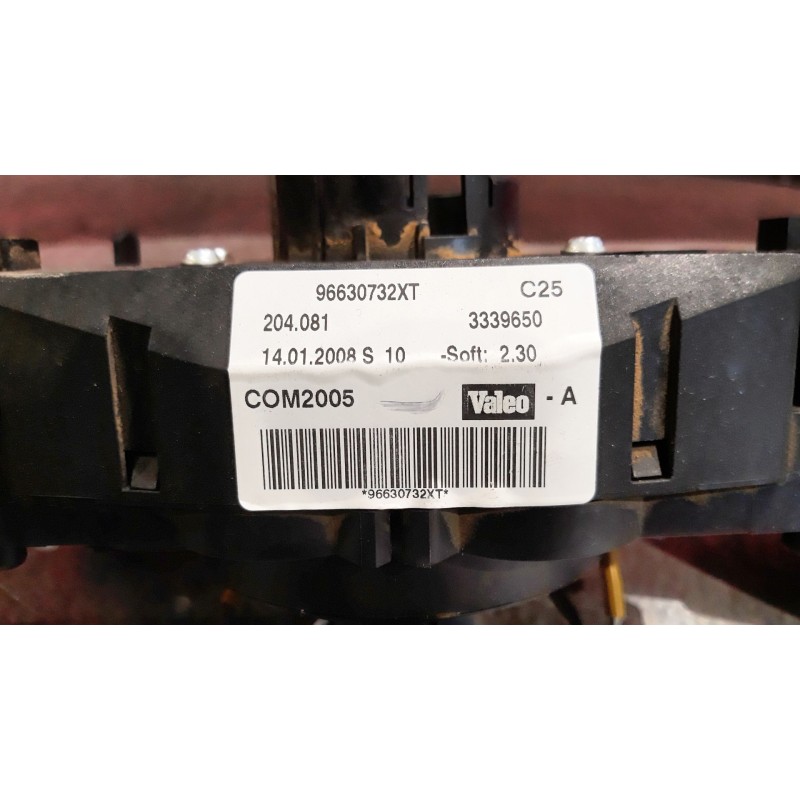 96630732XT C25
204.081 3339650
14.01.2008 S 10 -Soft: 2.30
COM2005 Valeo - A
*96630732XT*